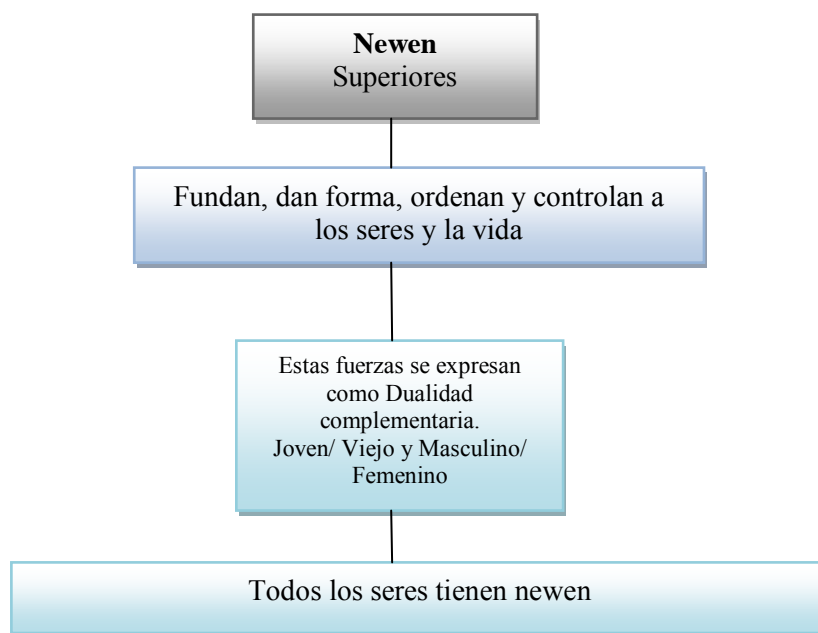 Newen
Superiores
Fundan, dan forma, ordenan y controlan a
los seres y la vida
Estas fuerzas se expresan
como Dualidad
complementaria.
Joven/ Viejo y Masculino/
Femenino
Todos los seres tienen newen